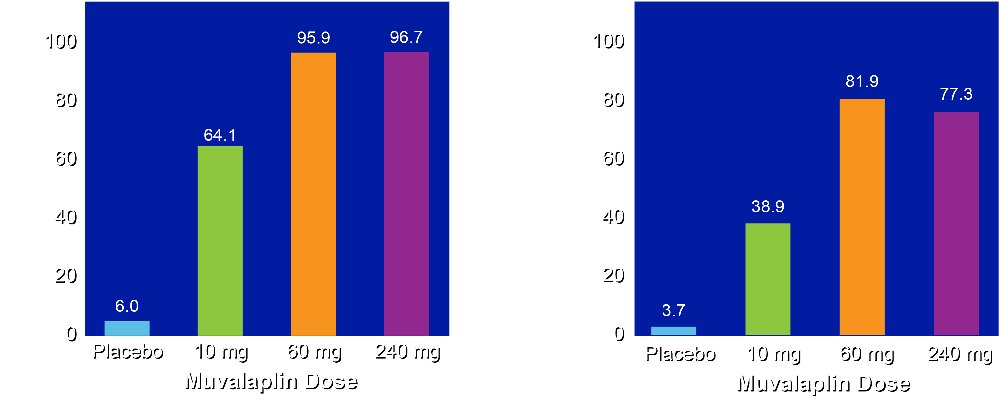 100
80
60
40
20
0
6.0
64.1
95.9
96.7
Placebo
10 mg
60 mg
240 mg
Muvalaplin Dose
100
80
60
40
20
0
3.7
38.9
81.9
77.3
Placebo
10 mg
60 mg
240 mg
Muvalaplin Dose